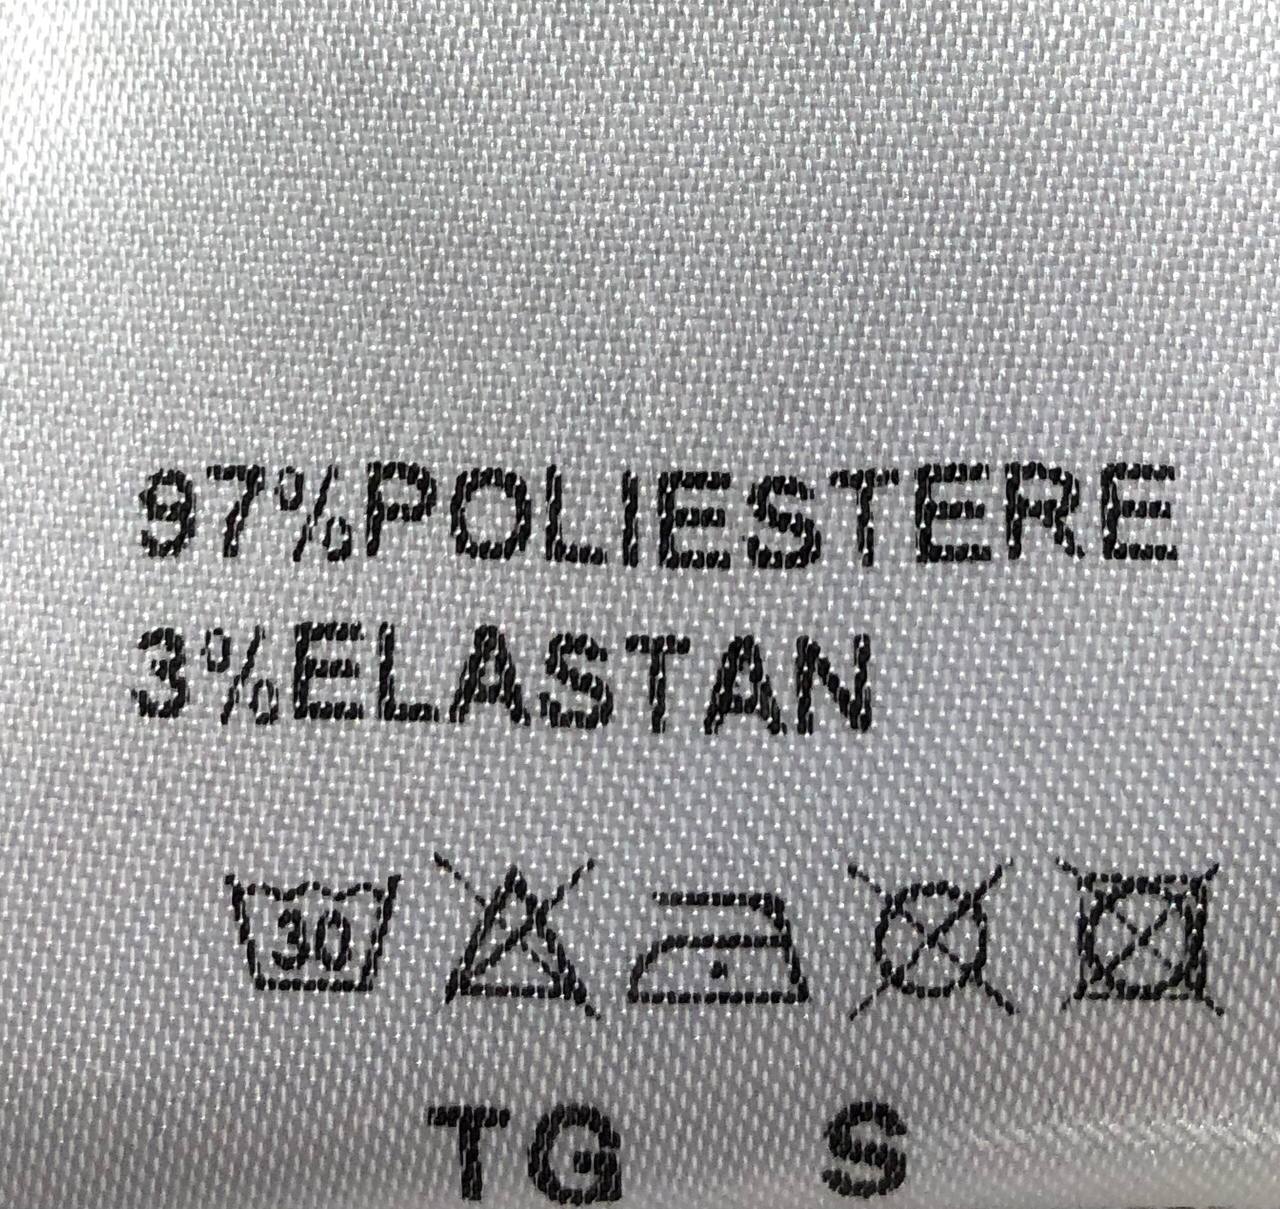 97%POLIESTERE
3%ELASTAN
30
TG S